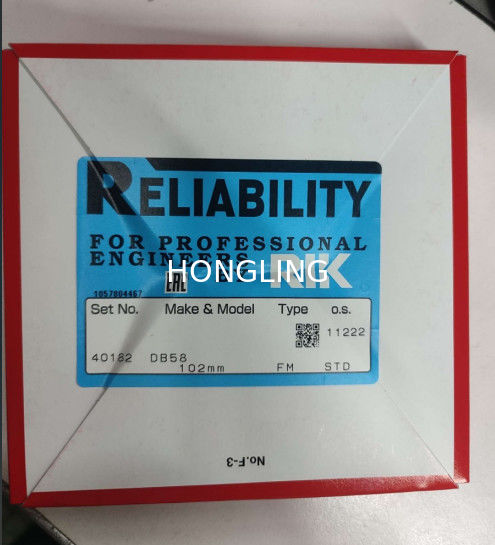 RELIABILITY
FOR PROFESSIONAL
ENGINEERS
RIK
HONGLING
EAC
1057804467
Set No. Make & Model Type o.s.
11222
40182 DB58
102mm FM STD
No.F-3